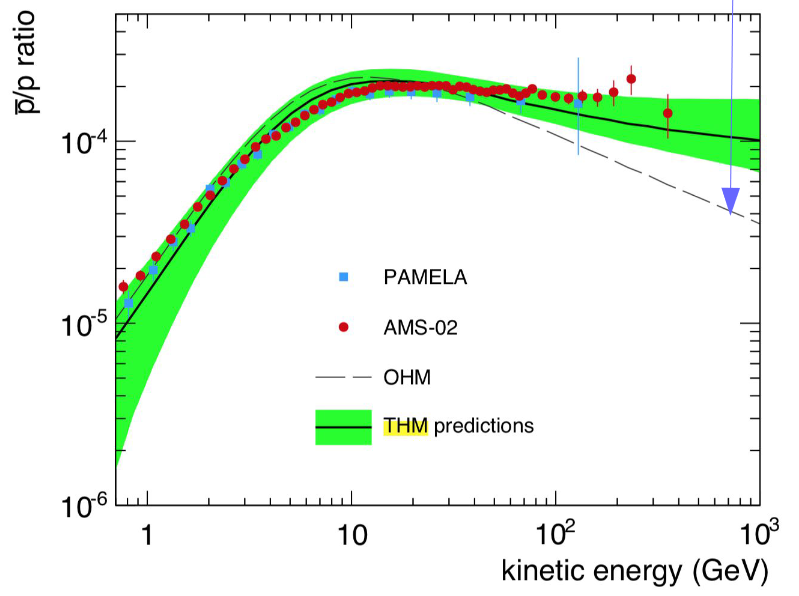 p̅/p ratio
10⁻⁴
10⁻⁵
10⁻⁶
PAMELA
AMS-02
OHM
THM predictions
1 10 10² 10³
kinetic energy (GeV)